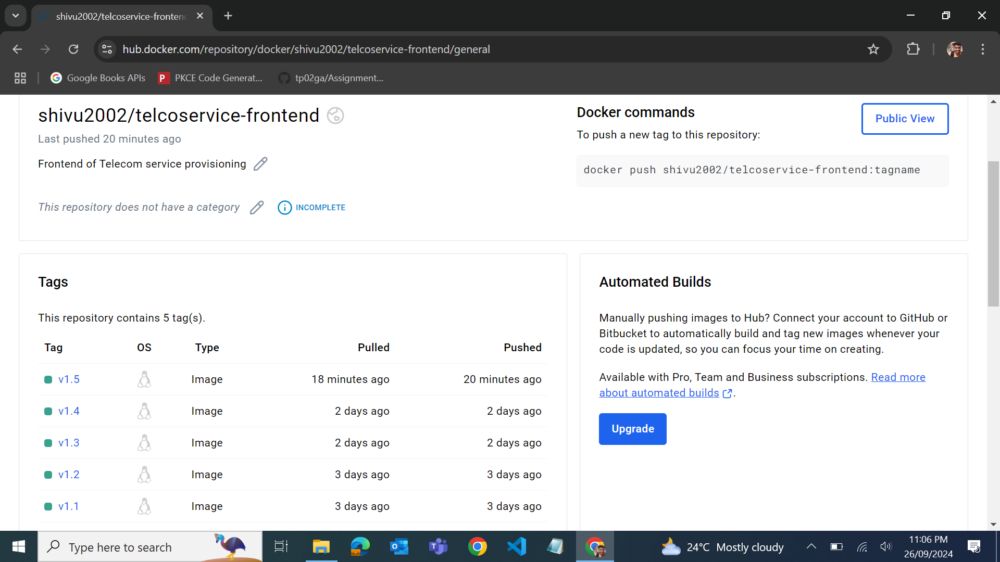 shivu2002/telcoservice-fronten
hub.docker.com/repository/docker/shivu2002/telcoservice-frontend/general
Google Books APIs
P
PKCE Code Generat...
tp02ga/Assignment...
shivu2002/telcoservice-frontend
Last pushed 20 minutes ago
Frontend of Telecom service provisioning
This repository does not have a category
INCOMPLETE
Docker commands
Public View
To push a new tag to this repository:
docker push shivu2002/telcoservice-frontend:tagname
Tags
This repository contains 5 tag(s).
Tag OS Type Pulled Pushed
v1.5 Image 18 minutes ago 20 minutes ago
v1.4 Image 2 days ago 2 days ago
v1.3 Image 2 days ago 2 days ago
v1.2 Image 3 days ago 3 days ago
v1.1 Image 3 days ago 3 days ago
Automated Builds
Manually pushing images to Hub? Connect your account to GitHub or
Bitbucket to automatically build and tag new images whenever your
code is updated, so you can focus your time on creating.
Available with Pro, Team and Business subscriptions. Read more
about automated builds.
Upgrade
Type here to search
24°C Mostly cloudy
11:06 PM
26/09/2024